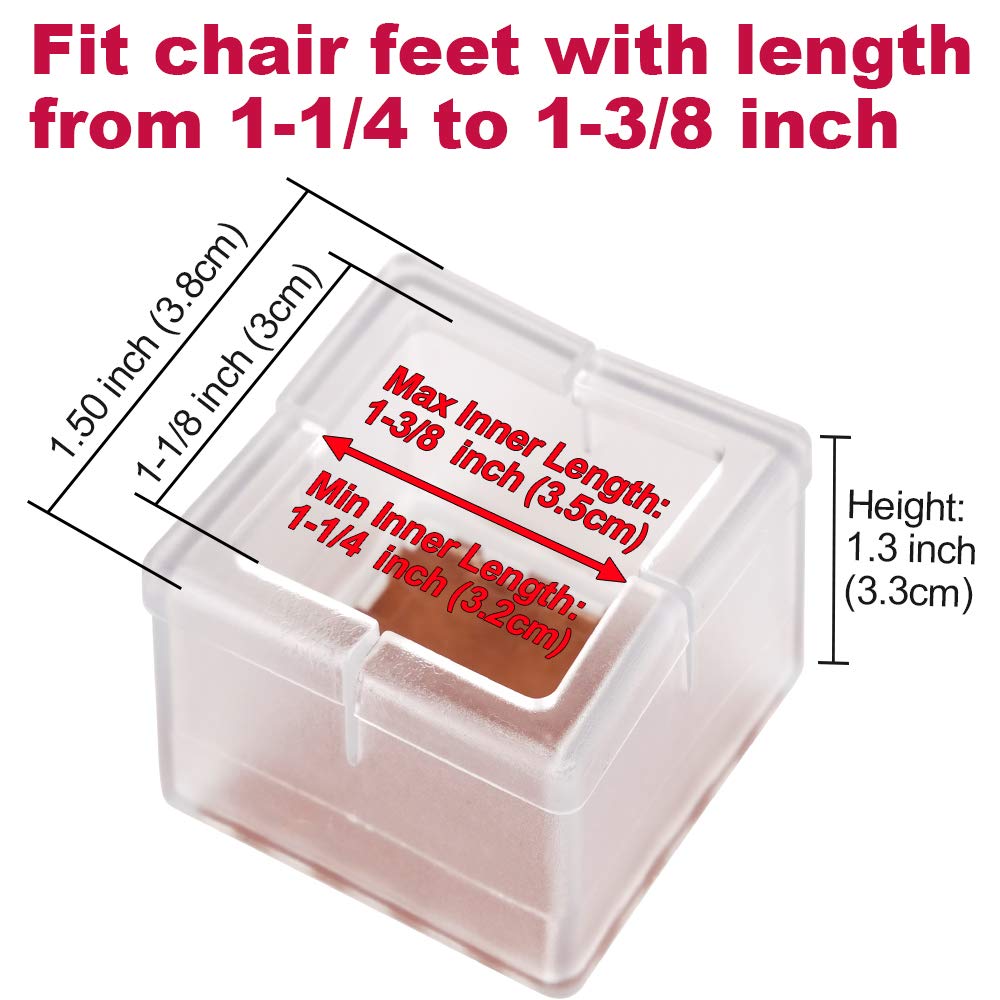 Fit chair feet with length
from 1-1/4 to 1-3/8 inch
1.50 inch (3.8cm)
1-1/8 inch (3cm)
Max Inner Length:
1-3/8 inch (3.5cm)
Min Inner Length:
1-1/4 inch (3.2cm)
Height:
1.3 inch
(3.3cm)